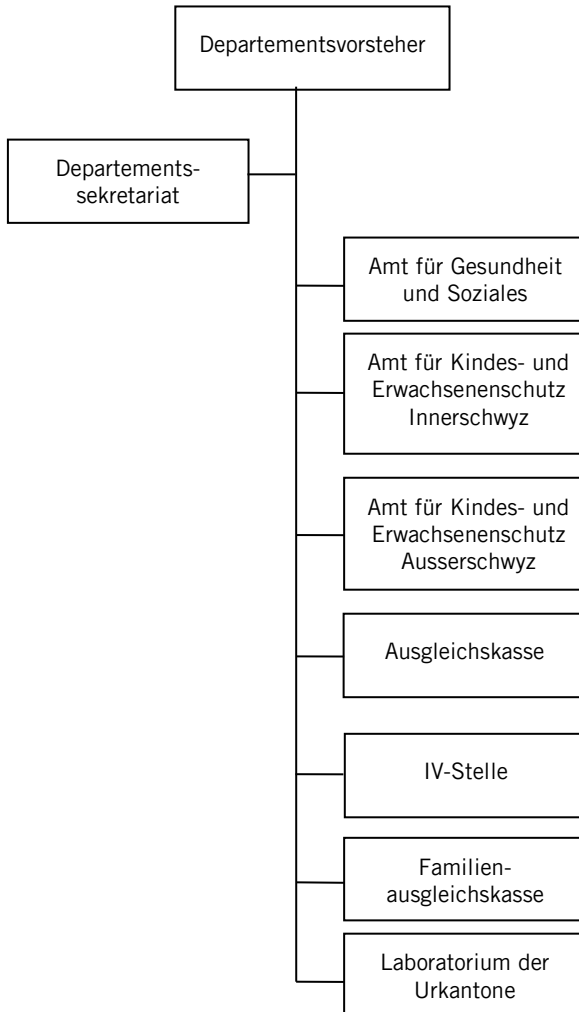 Departementsvorsteher
Departements-
sekretariat
Amt für Gesundheit
und Soziales
Amt für Kindes- und
Erwachsenenschutz
Innerschwyz
Amt für Kindes- und
Erwachsenenschutz
Ausserschwyz
Ausgleichskasse
IV-Stelle
Familien-
ausgleichskasse
Laboratorium der
Urkantone